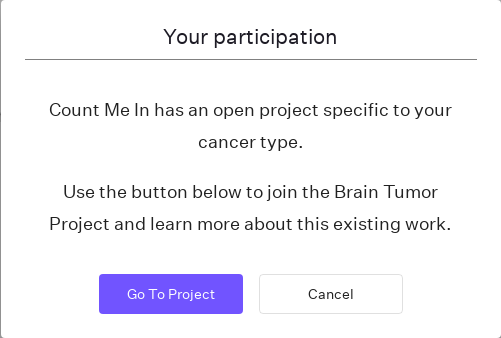 Your participation
Count Me In has an open project specific to your
cancer type.
Use the button below to join the Brain Tumor
Project and learn more about this existing work.
Go To Project
Cancel